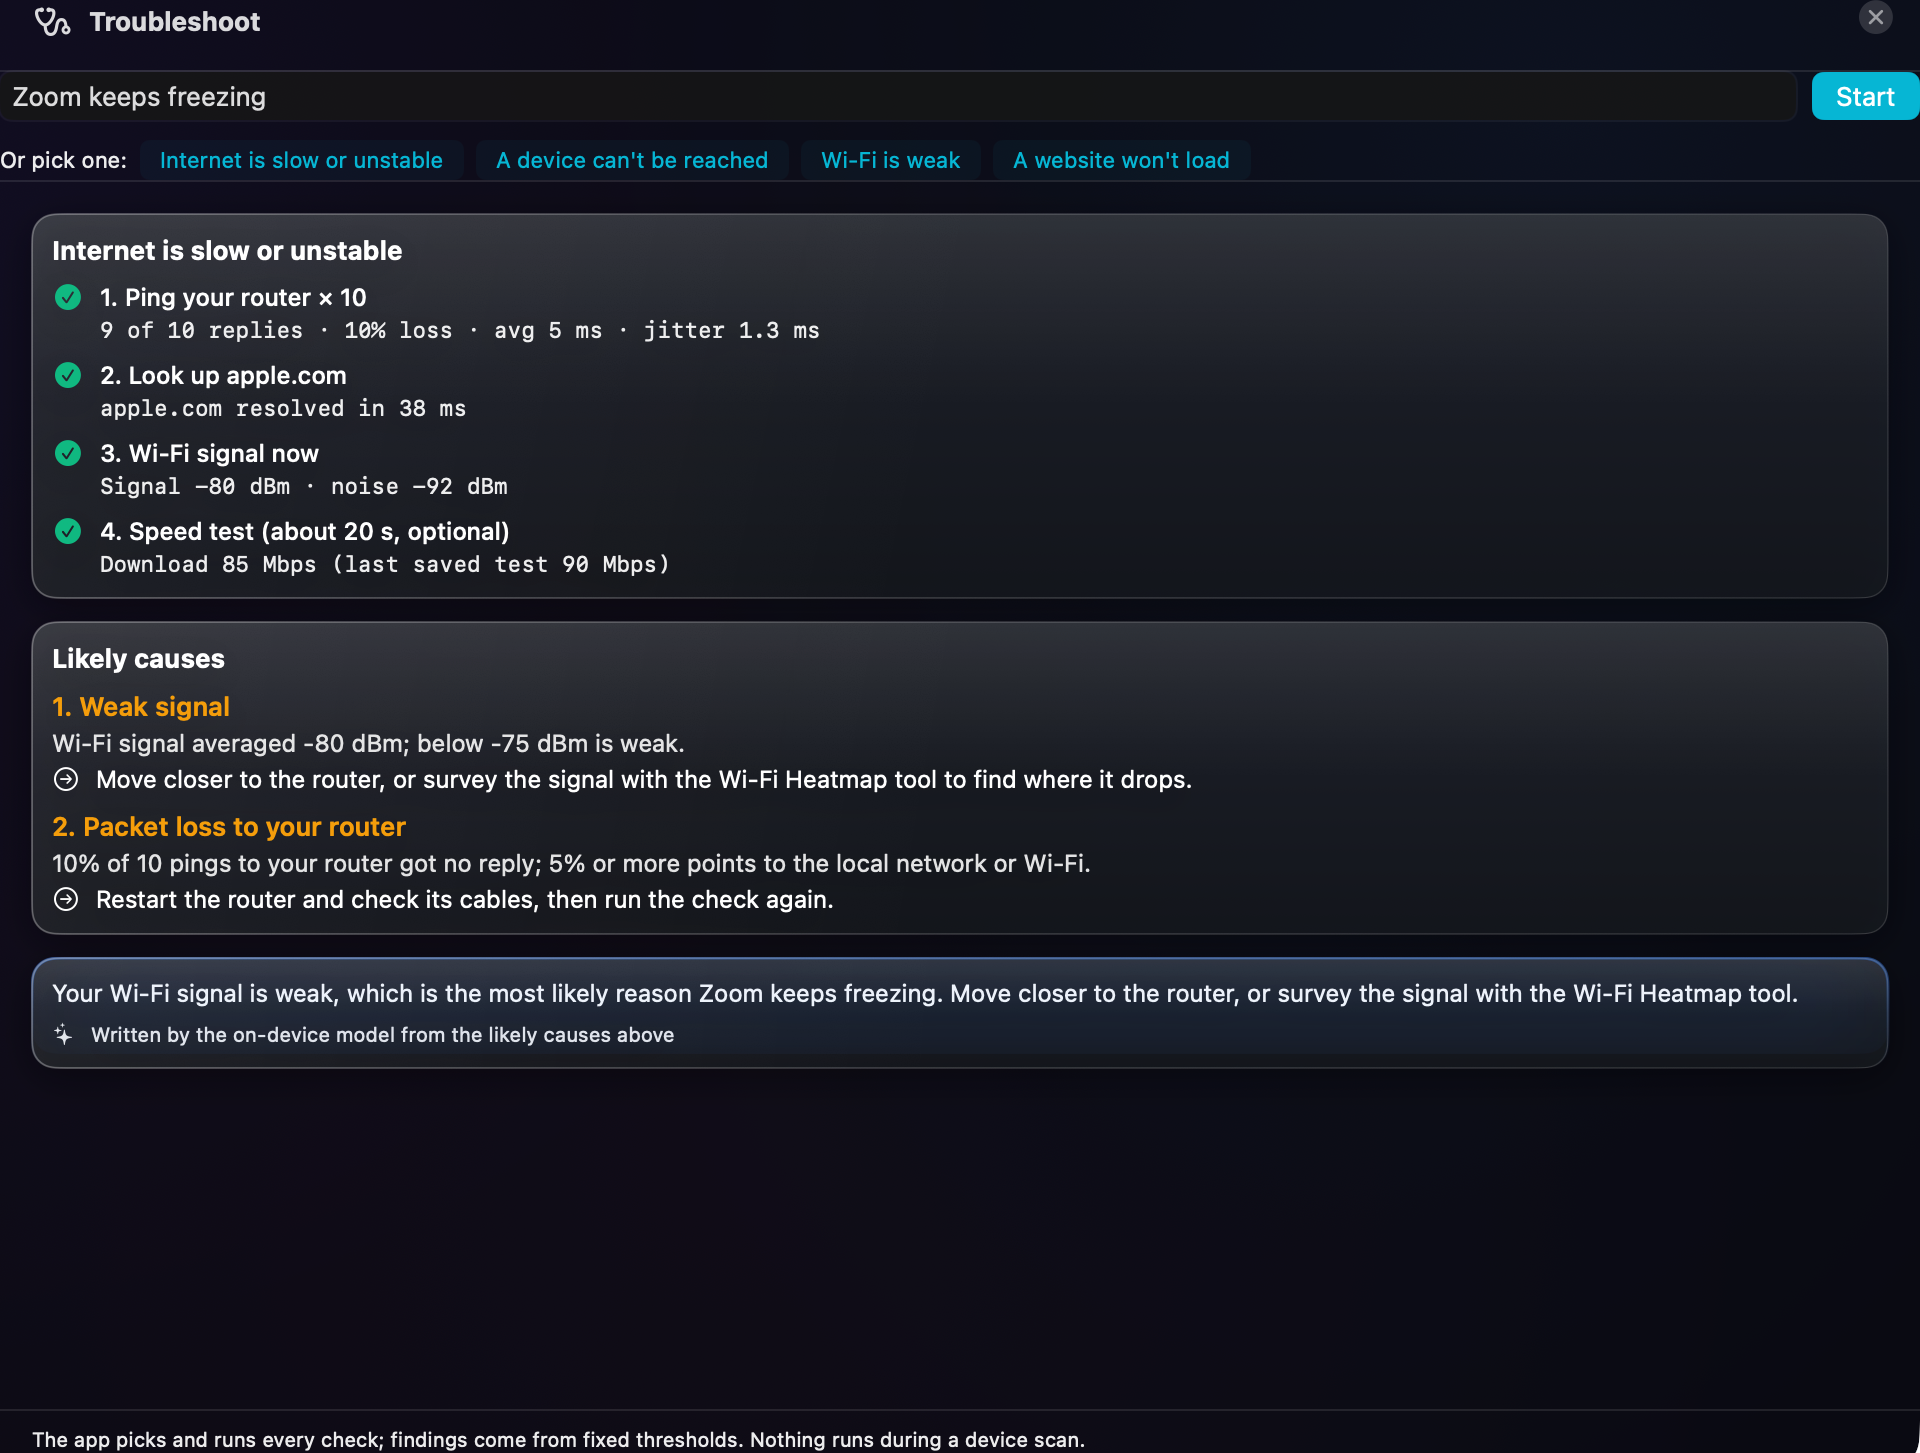 Troubleshoot
Zoom keeps freezing
Start
Or pick one:
Internet is slow or unstable
A device can't be reached
Wi-Fi is weak
A website won't load
Internet is slow or unstable
1. Ping your router × 10
9 of 10 replies · 10% loss · avg 5 ms · jitter 1.3 ms
2. Look up apple.com
apple.com resolved in 38 ms
3. Wi-Fi signal now
Signal −80 dBm · noise −92 dBm
4. Speed test (about 20 s, optional)
Download 85 Mbps (last saved test 90 Mbps)
Likely causes
1. Weak signal
Wi-Fi signal averaged -80 dBm; below -75 dBm is weak.
Move closer to the router, or survey the signal with the Wi-Fi Heatmap tool to find where it drops.
2. Packet loss to your router
10% of 10 pings to your router got no reply; 5% or more points to the local network or Wi-Fi.
Restart the router and check its cables, then run the check again.
Your Wi-Fi signal is weak, which is the most likely reason Zoom keeps freezing. Move closer to the router, or survey the signal with the Wi-Fi Heatmap tool.
Written by the on-device model from the likely causes above
The app picks and runs every check; findings come from fixed thresholds. Nothing runs during a device scan.